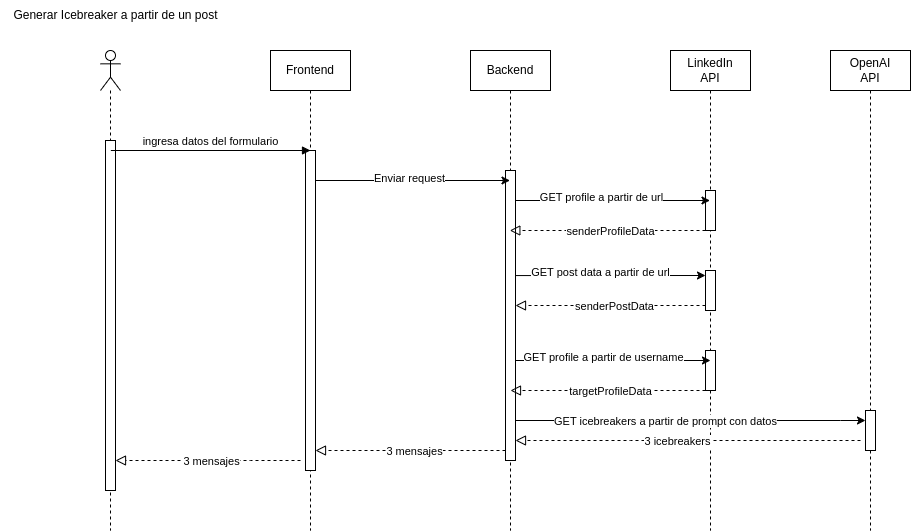 Generar Icebreaker a partir de un post
Frontend
Backend
LinkedIn
API
OpenAI
API
ingresa datos del formulario
Enviar request
GET profile a partir de url
senderProfileData
GET post data a partir de url
senderPostData
GET profile a partir de username
targetProfileData
GET icebreakers a partir de prompt con datos
3 icebreakers
3 mensajes
3 mensajes